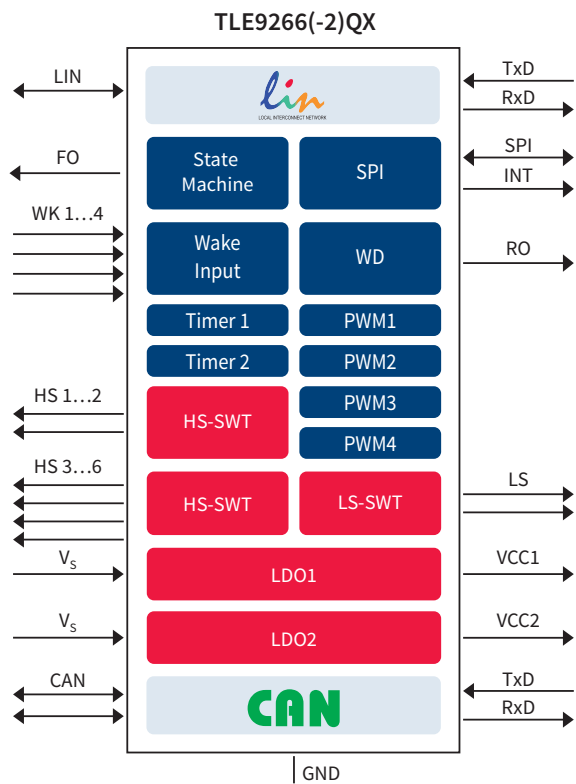 TLE9266(-2)QX
LIN
lin
LOCAL INTERCONNECT NETWORK
TxD
RxD
FO
State
Machine
SPI
SPI
INT
WK 1...4
Wake
Input
WD
RO
Timer 1
PWM1
Timer 2
PWM2
HS 1...2
HS-SWT
PWM3
PWM4
HS 3...6
HS-SWT
LS-SWT
LS
VS
LDO1
VCC1
VS
LDO2
VCC2
CAN
CAN
TxD
RxD
GND